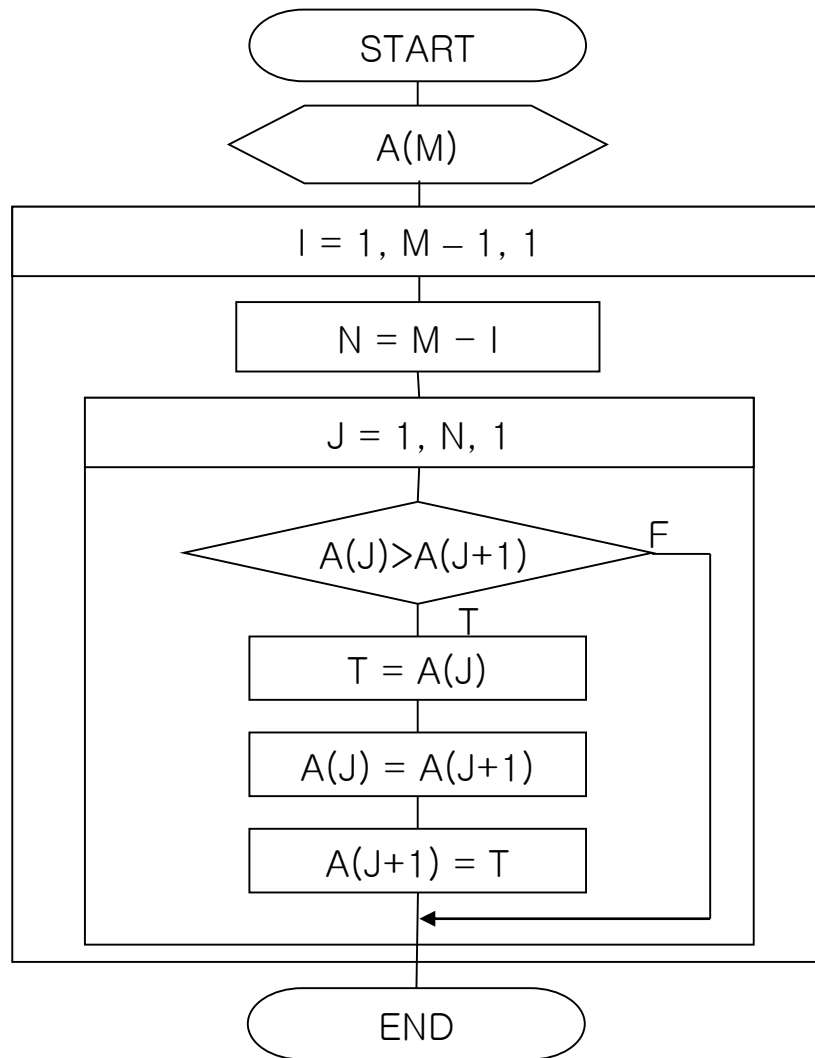 START
A(M)
I = 1, M – 1, 1
N = M - I
J = 1, N, 1
A(J)>A(J+1)
F
T
T = A(J)
A(J) = A(J+1)
A(J+1) = T
END